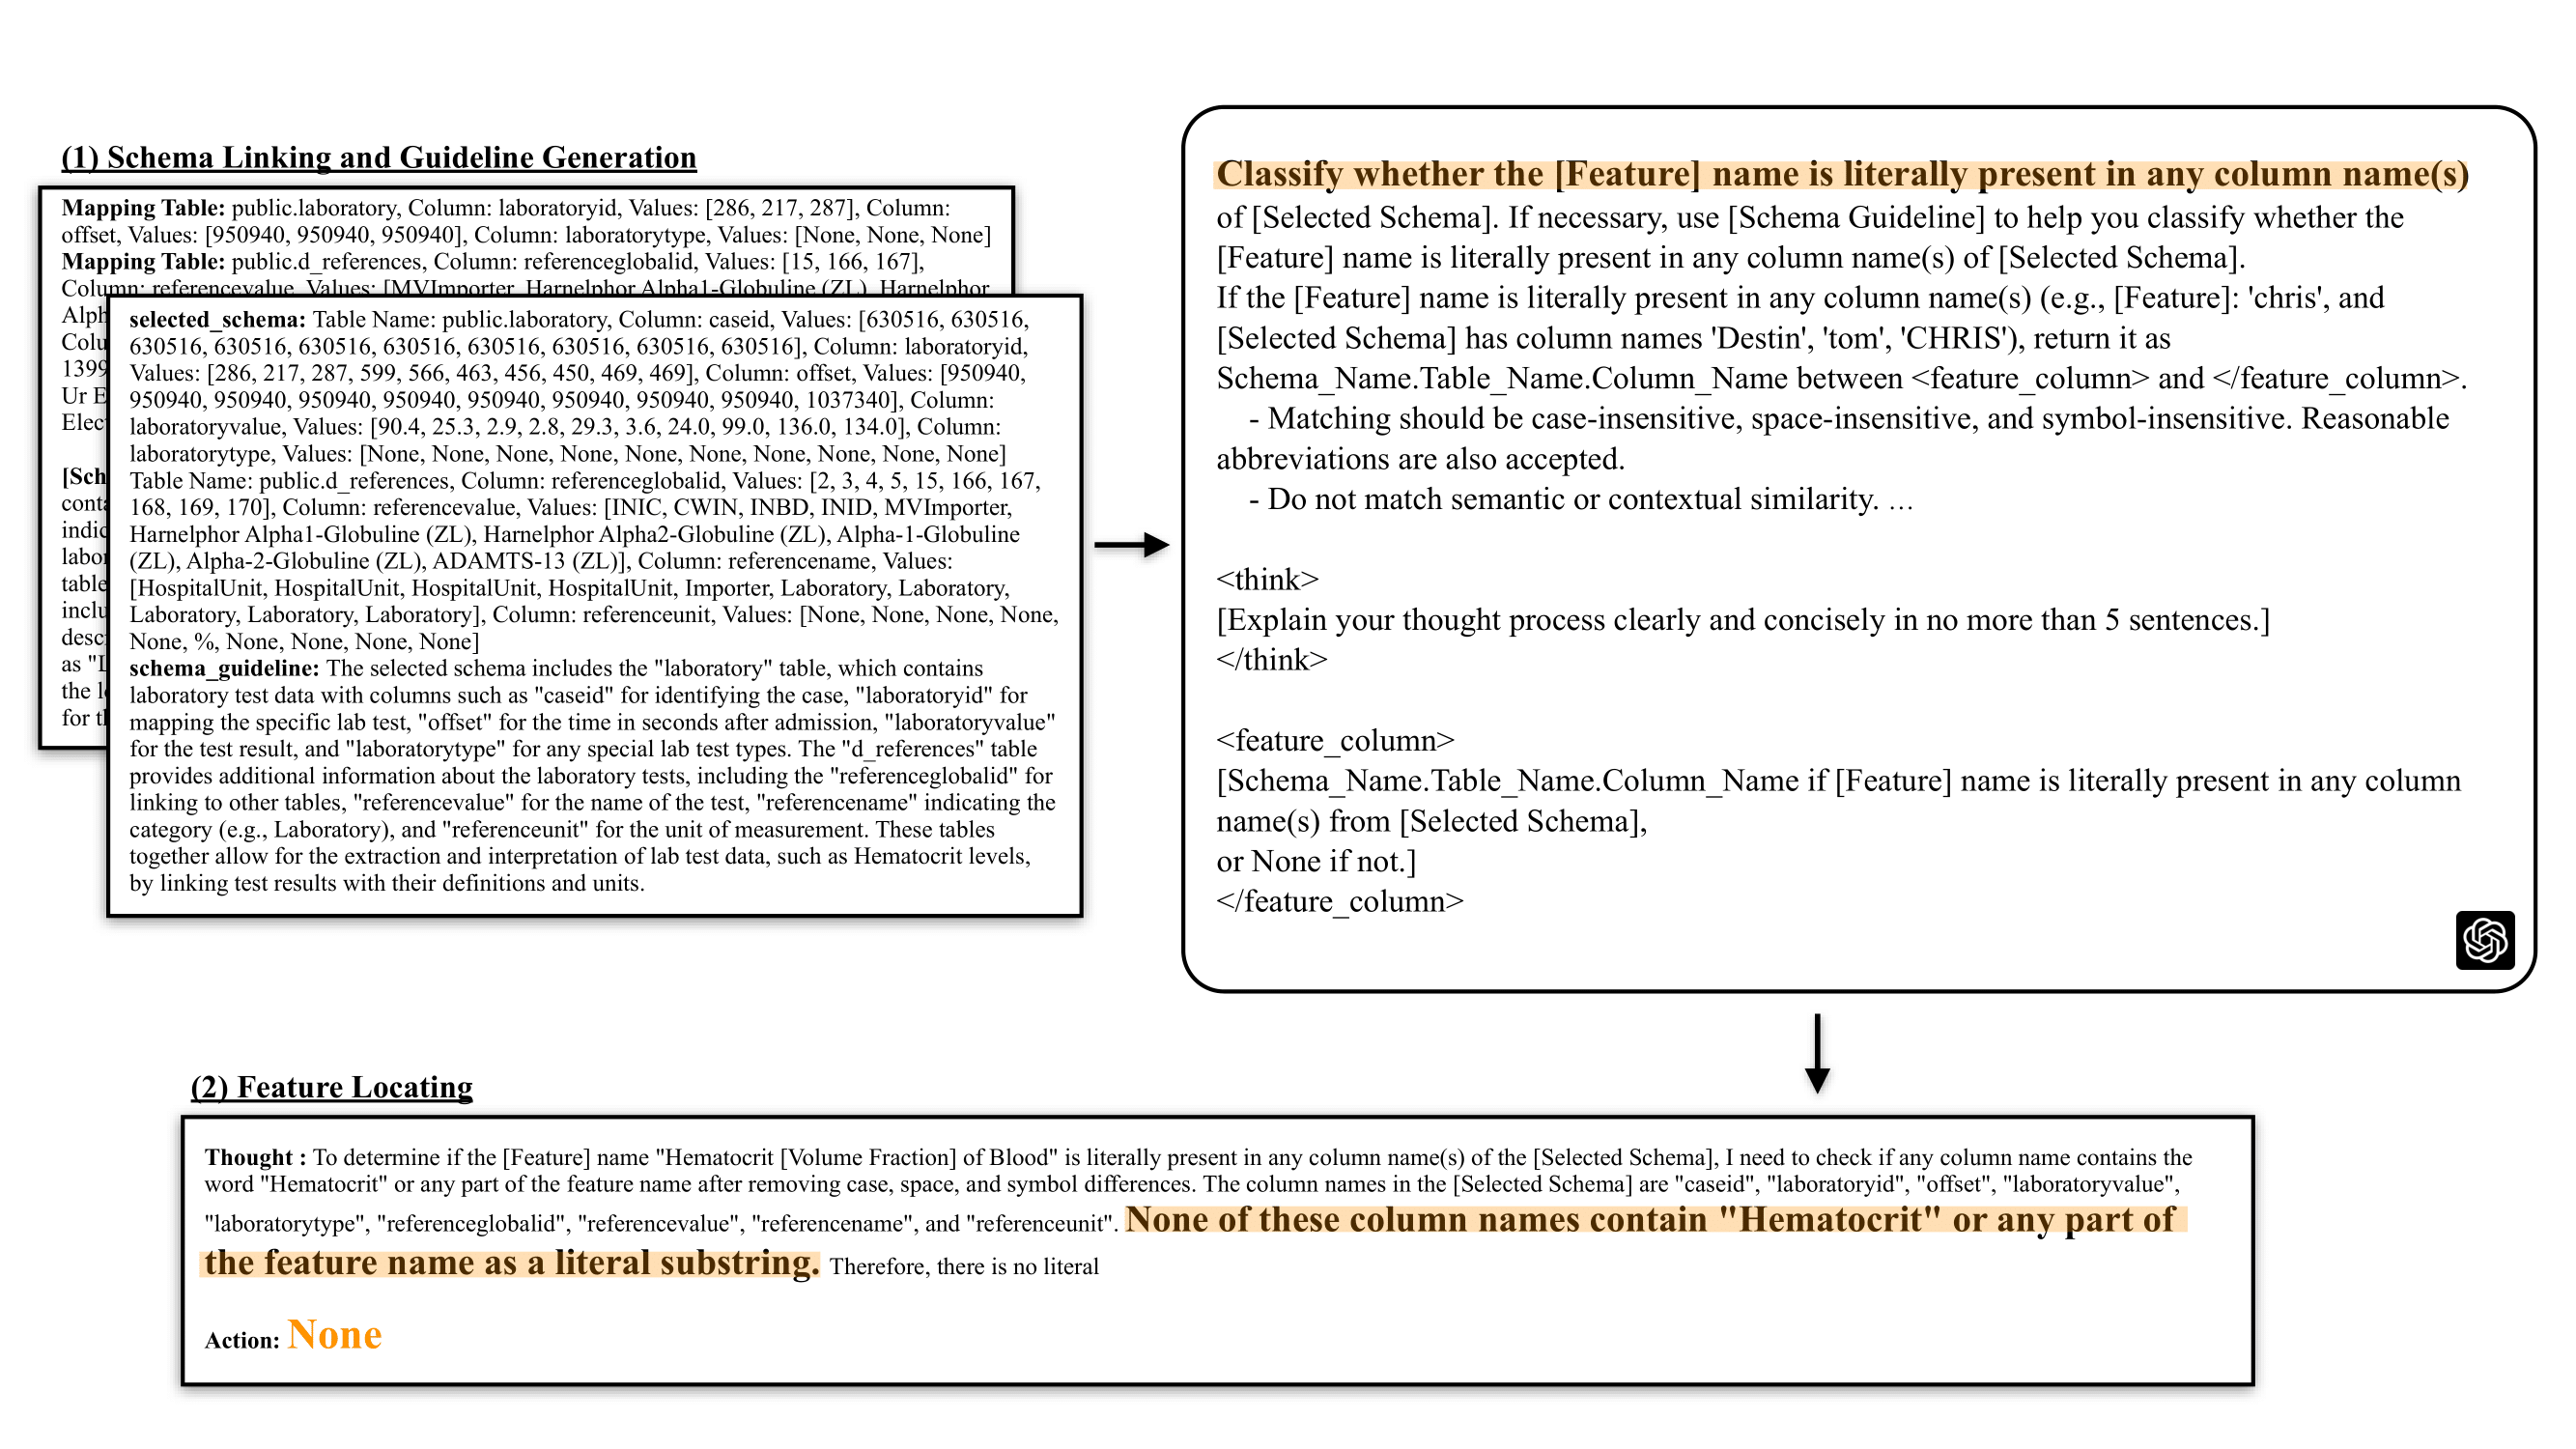 (1) Schema Linking and Guideline Generation
Mapping Table: public.laboratory, Column: laboratoryid, Values: [286, 217, 287], Column:
offset, Values: [950940, 950940, 950940], Column: laboratorytype, Values: [None, None, None]
Mapping Table: public.d_references, Column: referenceglobalid, Values: [15, 166, 167],
Column: referencevalue, Values: [MVImporter, Harnelphor Alpha1-Globuline (ZL), Harnelphor
1399
Ur E
[Sch
as "L
selected_schema: Table Name: public.laboratory, Column: caseid, Values: [630516, 630516,
630516, 630516, 630516, 630516, 630516, 630516, 630516, 630516], Column: laboratoryid,
Values: [286, 217, 287, 599, 566, 463, 456, 450, 469, 469], Column: offset, Values: [950940,
950940, 950940, 950940, 950940, 950940, 950940, 950940, 1037340], Column:
laboratoryvalue, Values: [90.4, 25.3, 2.9, 2.8, 29.3, 3.6, 24.0, 99.0, 136.0, 134.0], Column:
laboratorytype, Values: [None, None, None, None, None, None, None, None, None, None]
Table Name: public.d_references, Column: referenceglobalid, Values: [2, 3, 4, 5, 15, 166, 167,
168, 169, 170], Column: referencevalue, Values: [INIC, CWIN, INBD, INID, MVImporter,
Harnelphor Alpha1-Globuline (ZL), Harnelphor Alpha2-Globuline (ZL), Alpha-1-Globuline
(ZL), Alpha-2-Globuline (ZL), ADAMTS-13 (ZL)], Column: referencename, Values:
[HospitalUnit, HospitalUnit, HospitalUnit, HospitalUnit, Importer, Laboratory, Laboratory,
Laboratory, Laboratory, Laboratory], Column: referenceunit, Values: [None, None, None, None,
None, %, None, None, None, None]
schema_guideline: The selected schema includes the "laboratory" table, which contains
laboratory test data with columns such as "caseid" for identifying the case, "laboratoryid" for
mapping the specific lab test, "offset" for the time in seconds after admission, "laboratoryvalue"
for the test result, and "laboratorytype" for any special lab test types. The "d_references" table
provides additional information about the laboratory tests, including the "referenceglobalid" for
linking to other tables, "referencevalue" for the name of the test, "referencename" indicating the
category (e.g., Laboratory), and "referenceunit" for the unit of measurement. These tables
together allow for the extraction and interpretation of lab test data, such as Hematocrit levels,
by linking test results with their definitions and units.
Classify whether the [Feature] name is literally present in any column name(s)
of [Selected Schema]. If necessary, use [Schema Guideline] to help you classify whether the
[Feature] name is literally present in any column name(s) of [Selected Schema].
If the [Feature] name is literally present in any column name(s) (e.g., [Feature]: 'chris', and
[Selected Schema] has column names 'Destin', 'tom', 'CHRIS'), return it as
Schema_Name.Table_Name.Column_Name between <feature_column> and </feature_column>.
- Matching should be case-insensitive, space-insensitive, and symbol-insensitive. Reasonable
abbreviations are also accepted.
- Do not match semantic or contextual similarity. ...
<think>
[Explain your thought process clearly and concisely in no more than 5 sentences.]
</think>
<feature_column>
[Schema_Name.Table_Name.Column_Name if [Feature] name is literally present in any column
name(s) from [Selected Schema],
or None if not.]
</feature_column>
(2) Feature Locating
Thought : To determine if the [Feature] name "Hematocrit [Volume Fraction] of Blood" is literally present in any column name(s) of the [Selected Schema], I need to check if any column name contains the
word "Hematocrit" or any part of the feature name after removing case, space, and symbol differences. The column names in the [Selected Schema] are "caseid", "laboratoryid", "offset", "laboratoryvalue",
"laboratorytype", "referenceglobalid", "referencevalue", "referencename", and "referenceunit". None of these column names contain "Hematocrit" or any part of
the feature name as a literal substring. Therefore, there is no literal
Action: None